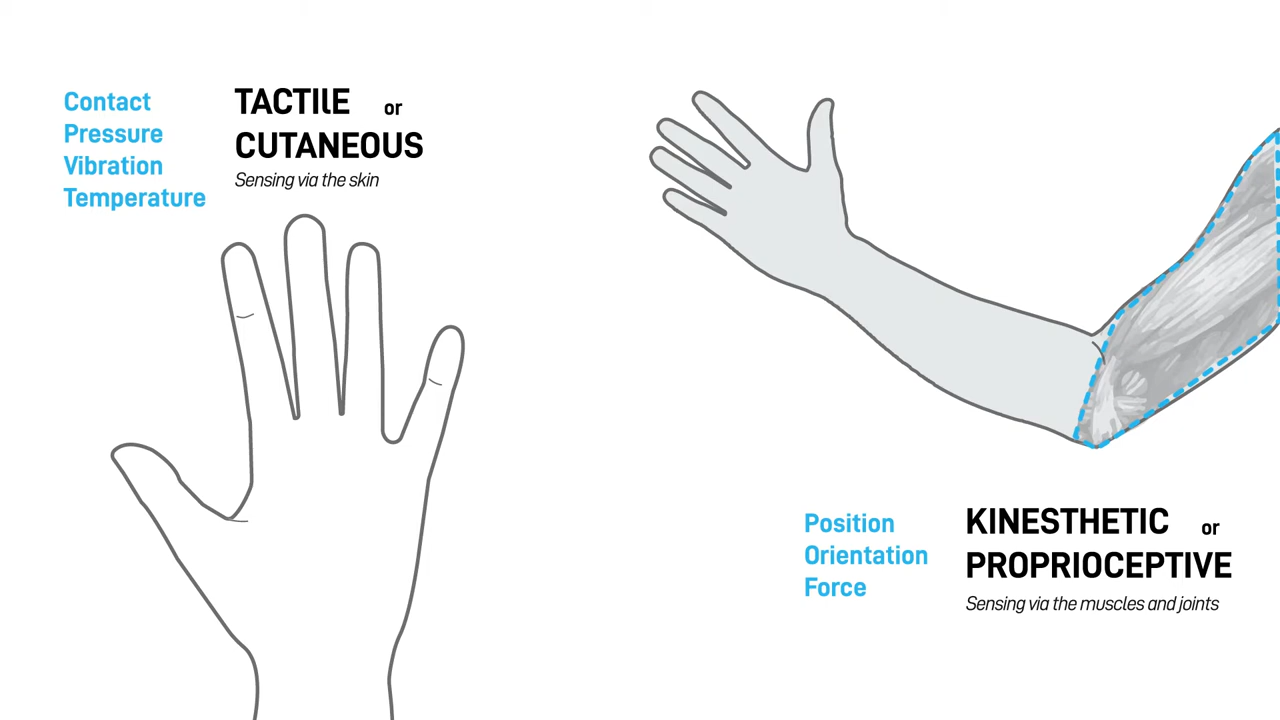 Contact
Pressure
Vibration
Temperature
TACTIlE or
CUTANEOUS
Sensing via the skin
Position
Orientation
Force
KINESTHETIC or
PROPRIOCEPTIVE
Sensing via the muscles and joints